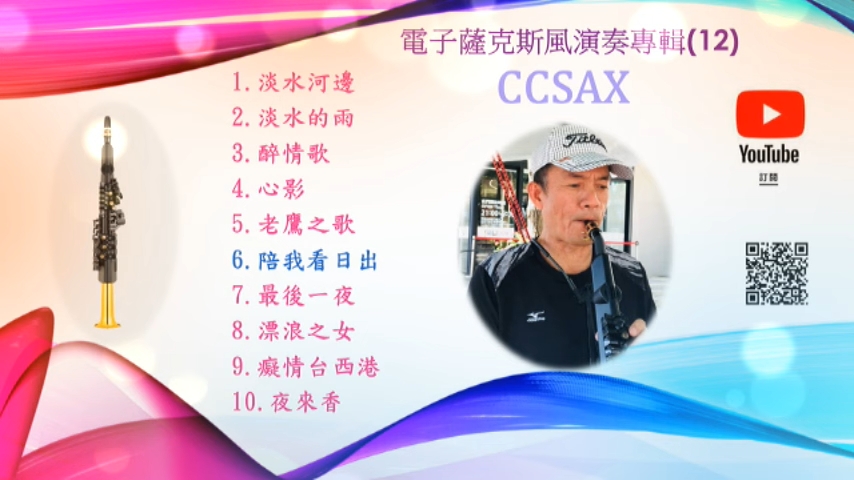 電子薩克斯風演奏專輯(12)
CCSAX
1.淡水河邊
2.淡水的雨
3.醉情歌
4.心影
5.老鷹之歌
6.陪我看日出
7.最後一夜
8.漂浪之女
9.癡情台西港
10.夜來香
Titleist
YouTube
訂閱